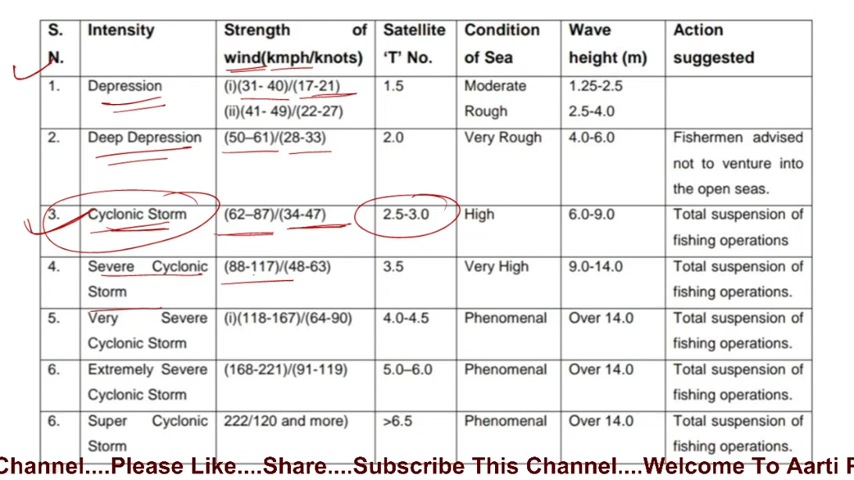 S. Intensity Strength of Satellite Condition Wave Action
N. wind(kmph/knots) 'T' No. of Sea height (m) suggested
1. Depression (i)(31- 40)/(17-21) 1.5 Moderate 1.25-2.5
(ii)(41- 49)/(22-27) Rough 2.5-4.0
2. Deep Depression (50–61)/(28-33) 2.0 Very Rough 4.0-6.0 Fishermen advised
not to venture into
the open seas.
3. Cyclonic Storm (62–87)/(34-47) 2.5-3.0 High 6.0-9.0 Total suspension of
fishing operations
4. Severe Cyclonic (88-117)/(48-63) 3.5 Very High 9.0-14.0 Total suspension of
Storm fishing operations.
5. Very Severe (i)(118-167)/(64-90) 4.0-4.5 Phenomenal Over 14.0 Total suspension of
Cyclonic Storm fishing operations.
6. Extremely Severe (168-221)/(91-119) 5.0–6.0 Phenomenal Over 14.0 Total suspension of
Cyclonic Storm fishing operations.
6. Super Cyclonic 222/120 and more) >6.5 Phenomenal Over 14.0 Total suspension of
Storm fishing operations.
Channel....Please Like....Share....Subscribe This Channel....Welcome To Aarti